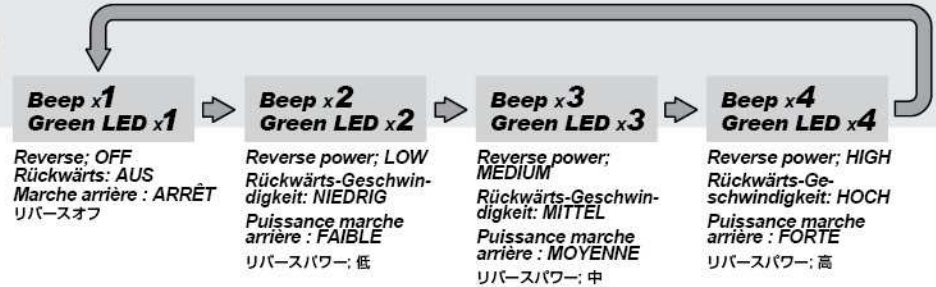 Beep x1
Green LED x1
Reverse; OFF
Rückwärts: AUS
Marche arrière : ARRÊT
リバースオフ
Beep x2
Green LED x2
Reverse power; LOW
Rückwärts-Geschwin-
digkeit: NIEDRIG
Puissance marche
arrière : FAIBLE
リバースパワー; 低
Beep x3
Green LED x3
Reverse power;
MEDIUM
Rückwärts-Geschwin-
digkeit: MITTEL
Puissance marche
arrière : MOYENNE
リバースパワー; 中
Beep x4
Green LED x4
Reverse power; HIGH
Rückwärts-Ge-
schwindigkeit: HOCH
Puissance marche
arrière : FORTE
リバースパワー; 高